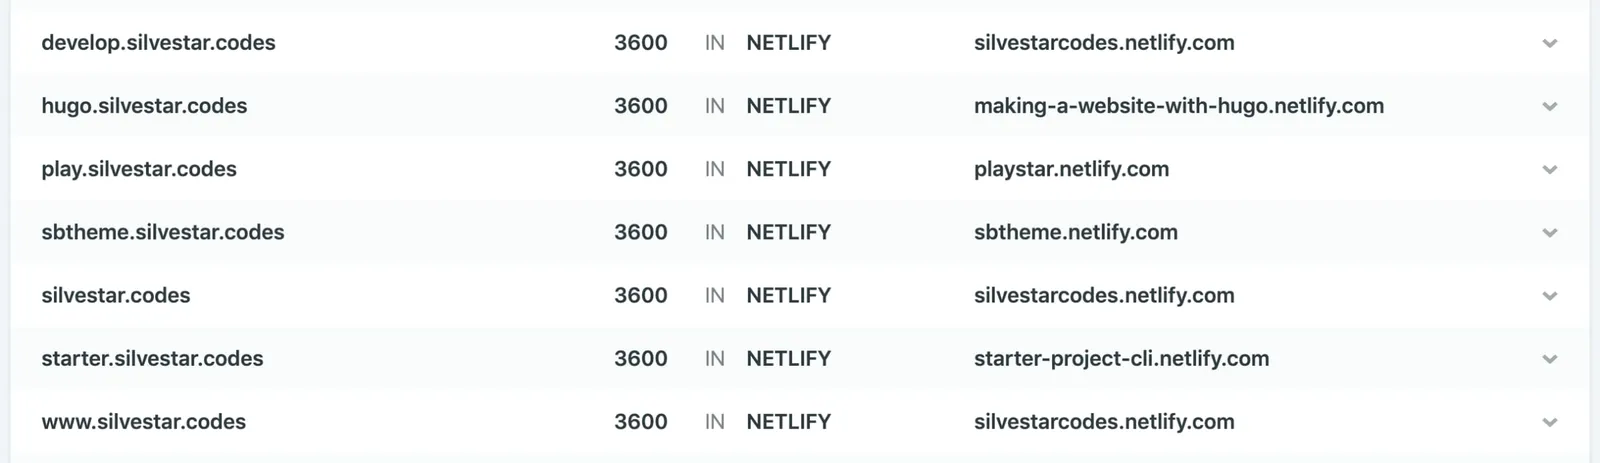 develop.silvestar.codes 3600 IN NETLIFY silvestarcodes.netlify.com
hugo.silvestar.codes 3600 IN NETLIFY making-a-website-with-hugo.netlify.com
play.silvestar.codes 3600 IN NETLIFY playstar.netlify.com
sbtheme.silvestar.codes 3600 IN NETLIFY sbtheme.netlify.com
silvestar.codes 3600 IN NETLIFY silvestarcodes.netlify.com
starter.silvestar.codes 3600 IN NETLIFY starter-project-cli.netlify.com
www.silvestar.codes 3600 IN NETLIFY silvestarcodes.netlify.com